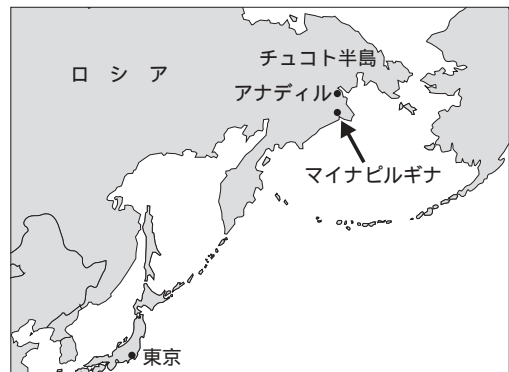 チュコト半島
ロシア
アナディル
マイナピルギナ
東京